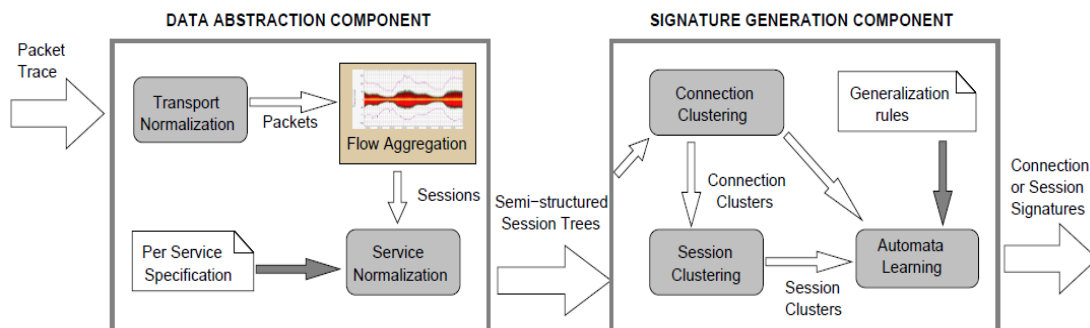 DATA ABSTRACTION COMPONENT
SIGNATURE GENERATION COMPONENT
Packet
Trace
Transport
Normalization
Packets
Flow Aggregation
Sessions
Per Service
Specification
Service
Normalization
Semi-structured
Session Trees
Connection
Clustering
Generalization
rules
Connection
Clusters
Session
Clustering
Session
Clusters
Automata
Learning
Connection
or Session
Signatures